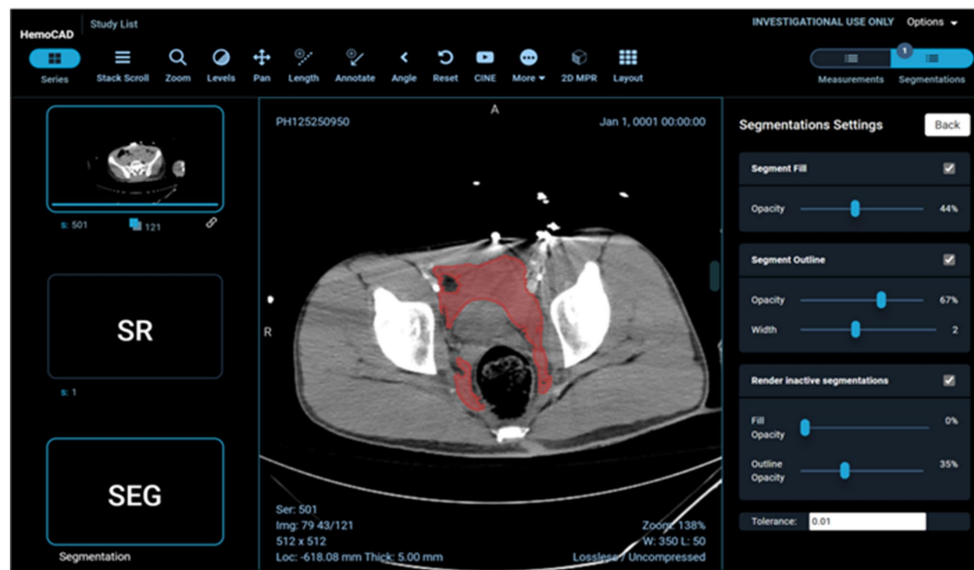 HemoCAD
Study List
INVESTIGATIONAL USE ONLY Options
Series
Stack Scroll
Zoom
Levels
Pan
Length
Annotate
Angle
Reset
CINE
More
2D MPR
Layout
1
Measurements
Segmentations
S: 501
121
SR
S: 1
SEG
Segmentation
PH125250950
A
Jan 1, 0001 00:00:00
R
Ser: 501
Img: 79 43/121
512 x 512
Loc: -618.08 mm Thick: 5.00 mm
Zoom: 138%
W: 350 L: 50
Lossless / Uncompressed
Segmentations Settings
Back
Segment Fill
Opacity 44%
Segment Outline
Opacity 67%
Width 2
Render inactive segmentations
Fill
Opacity 0%
Outline
Opacity 35%
Tolerance: 0.01